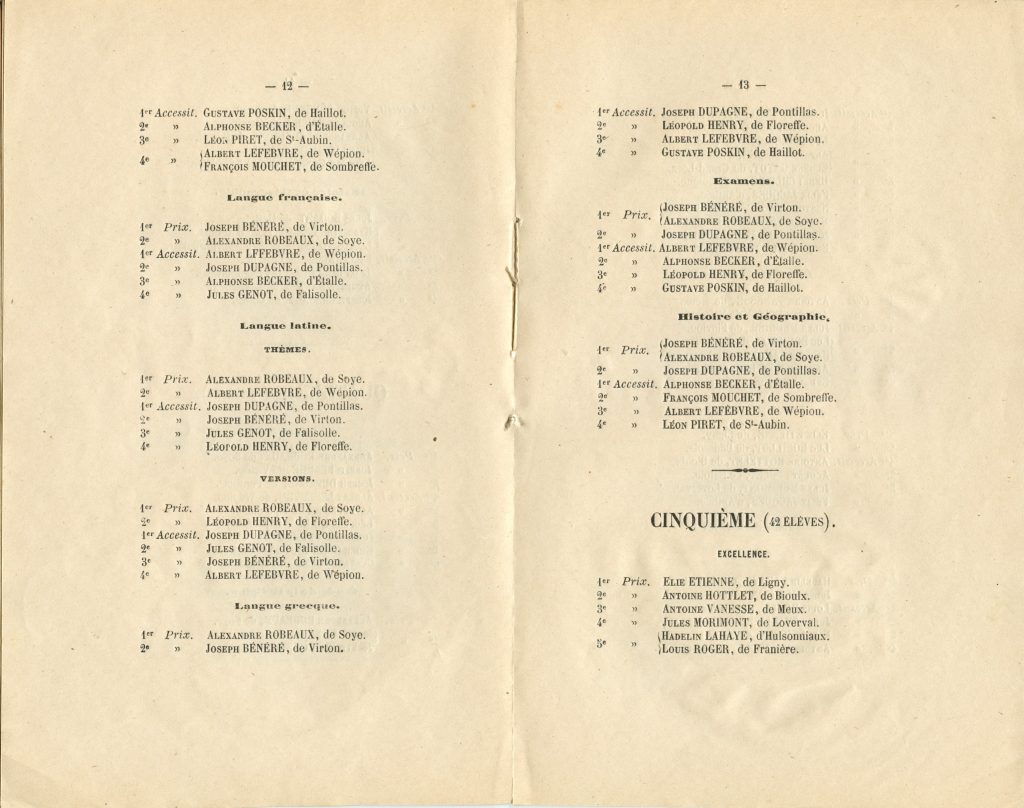 — 12 —
1er Accessit. GUSTAVE POSKIN, de Haillot.
2e » ALPHONSE BECKER, d'Étalle.
3e » LÉON PIRET, de St-Aubin.
4e » ALBERT LEFEBVRE, de Wépion.
FRANÇOIS MOUCHET, de Sombreffe.
Langue française.
1er Prix. JOSEPH BÉNÉRÉ, de Virton.
2e » ALEXANDRE ROBEAUX, de Soye.
1er Accessit. ALBERT LFFEBVRE, de Wépion.
2e » JOSEPH DUPAGNE, de Pontillas.
3e » ALPHONSE BECKER, d'Étalle.
4e » JULES GENOT, de Falisolle.
Langue latine.
THÈMES.
1er Prix. ALEXANDRE ROBEAUX, de Soye.
2e » ALBERT LEFEBVRE, de Wépion.
1er Accessit. JOSEPH DUPAGNE, de Pontillas.
2e » JOSEPH BÉNÉRÉ, de Virton.
3e » JULES GENOT, de Falisolle.
4e » LÉOPOLD HENRY, de Floreffe.
VERSIONS.
1er Prix. ALEXANDRE ROBEAUX, de Soye.
2e » LÉOPOLD HENRY, de Floreffe.
1er Accessit. JOSEPH DUPAGNE, de Pontillas.
2e » JULES GENOT, de Falisolle.
3e » JOSEPH BÉNÉRÉ, de Virton.
4e » ALBERT LEFEBVRE, de Wépion.
Langue grecque.
1er Prix. ALEXANDRE ROBEAUX, de Soye.
2e » JOSEPH BÉNÉRÉ, de Virton.
— 13 —
1er Accessit. JOSEPH DUPAGNE, de Pontillas.
2e » LÉOPOLD HENRY, de Floreffe.
3e » ALBERT LEFEBVRE, de Wépion.
4e » GUSTAVE POSKIN, de Haillot.
Examens.
1er Prix. JOSEPH BÉNÉRÉ, de Virton.
ALEXANDRE ROBEAUX, de Soye.
2e » JOSEPH DUPAGNE, de Pontillas.
1er Accessit. ALBERT LEFEBVRE, de Wépion.
2e » ALPHONSE BECKER, d'Étalle.
3e » LÉOPOLD HENRY, de Floreffe.
4e » GUSTAVE POSKIN, de Haillot.
Histoire et Géographie.
1er Prix. JOSEPH BÉNÉRÉ, de Virton.
ALEXANDRE ROBEAUX, de Soye.
2e » JOSEPH DUPAGNE, de Pontillas.
1er Accessit. ALPHONSE BECKER, d'Étalle.
2e » FRANÇOIS MOUCHET, de Sombreffe.
3e » ALBERT LEFÈBVRE, de Wépion.
4e » LÉON PIRET, de St-Aubin.
CINQUIÈME (42 ÉLÈVES).
EXCELLENCE.
1er Prix. ELIE ETIENNE, de Ligny.
2e » ANTOINE HOTTLET, de Bioulx.
3e » ANTOINE VANESSE, de Meux.
4e » JULES MORIMONT, de Loverval.
5e » HADELIN LAHAYE, d'Hulsonniaux.
LOUIS ROGER, de Franière.